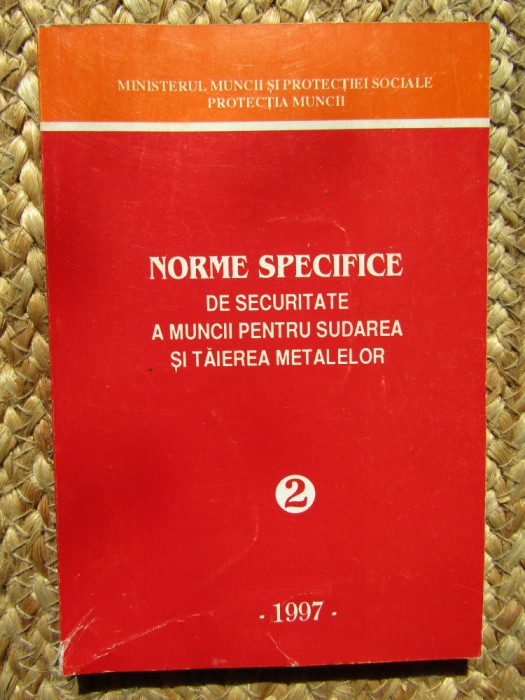 MINISTERUL MUNCII ȘI PROTECȚIEI SOCIALE
PROTECȚIA MUNCII
NORME SPECIFICE
DE SECURITATE
A MUNCII PENTRU SUDAREA
ȘI TĂIEREA METALELOR
2
- 1997 -